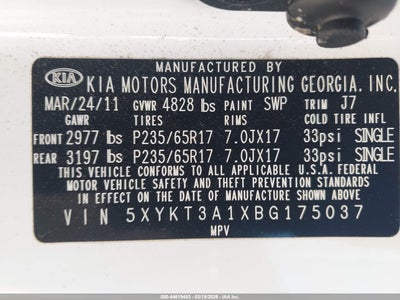 MANUFACTURED BY
KIA KIA MOTORS MANUFACTURING GEORGIA, INC.
MAR/24/11 GVWR 4828 lbs PAINT SWP TRIM J7
GAWR TIRES RIMS COLD TIRE INFL
FRONT 2977 lbs P235/65R17 7.0JX17 33psi SINGLE
REAR 3197 lbs P235/65R17 7.0JX17 33psi SINGLE
THIS VEHICLE CONFORMS TO ALL APPLICABLE U.S.A. FEDERAL
MOTOR VEHICLE SAFETY AND THEFT PREVENTION STANDARDS
IN EFFECT ON THE DATE OF MANUFACTURE SHOWN ABOVE.
VIN 5XYKT3A1XBG175037
MPV